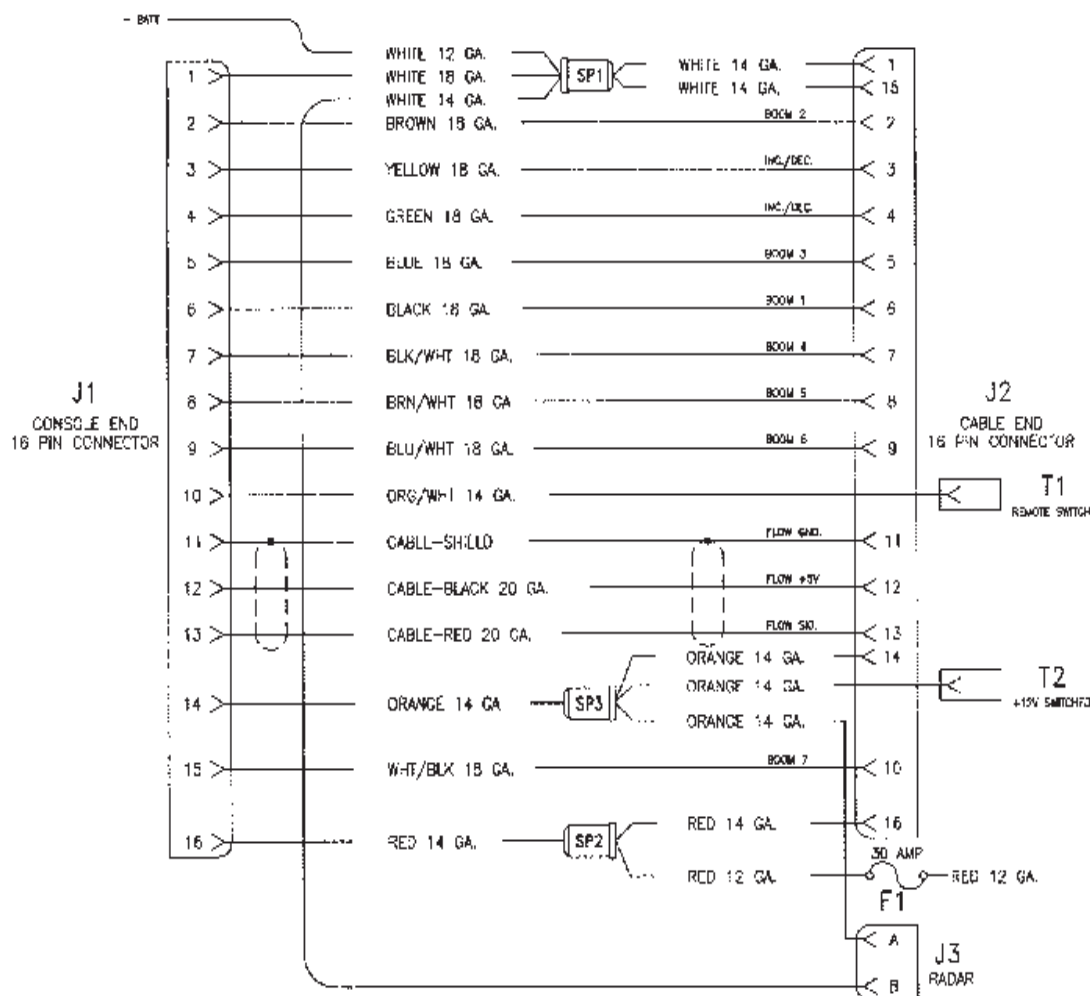 - BATT
WHITE 12 GA.
1 WHITE 18 GA. SP1 WHITE 14 GA. 1
WHITE 14 GA. WHITE 14 GA. 15
2 BROWN 18 GA. BOOM 2 2
3 YELLOW 18 GA. INC./DEC. 3
4 GREEN 18 GA. INC./DEC. 4
5 BLUE 18 GA. BOOM 3 5
6 BLACK 18 GA. BOOM 1 6
7 BLK/WHT 18 GA. BOOM 4 7
8 BRN/WHT 18 GA BOOM 5 8
9 BLU/WHT 18 GA. BOOM 6 9
J1
CONSOLE END
16 PIN CONNECTOR
J2
CABLE END
16 PIN CONNECTOR
10 ORG/WHT 14 GA. T1
REMOTE SWITCH
11 CABLE-SHIELD FLOW GND. 11
12 CABLE-BLACK 20 GA. FLOW +5V 12
13 CABLE-RED 20 GA. FLOW SIG. 13
ORANGE 14 GA. 14
14 ORANGE 14 GA SP3 ORANGE 14 GA. T2
+12V SWITCHED
ORANGE 14 GA.
15 WHT/BLK 18 GA. BOOM 7 10
16 RED 14 GA. SP2 RED 14 GA. 16
30 AMP
RED 12 GA. RED 12 GA.
F1
A
J3
RADAR
B